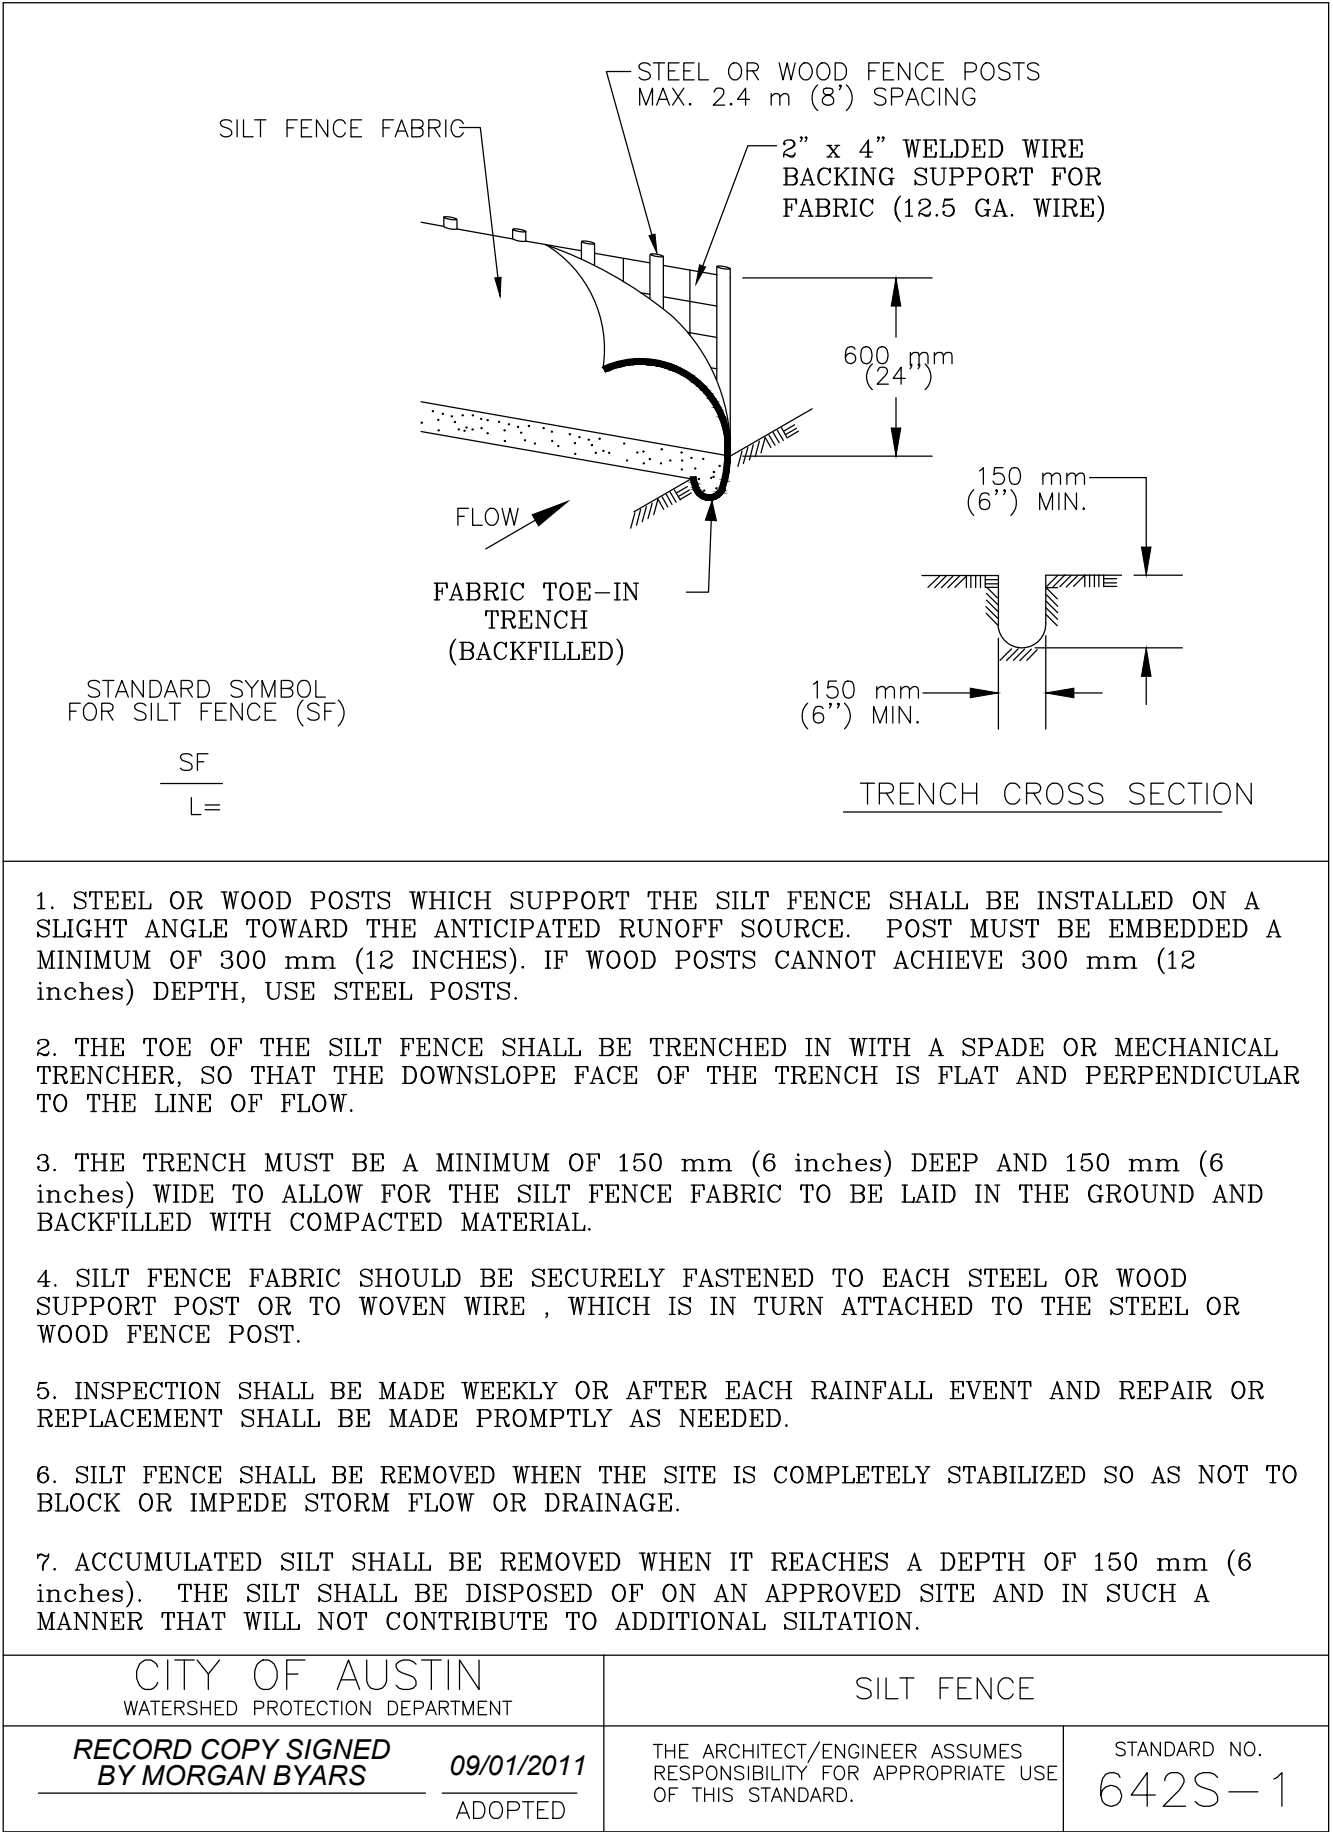 STEEL OR WOOD FENCE POSTS
MAX. 2.4 m (8') SPACING
SILT FENCE FABRIC
2" x 4" WELDED WIRE
BACKING SUPPORT FOR
FABRIC (12.5 GA. WIRE)
600 mm
(24'')
150 mm
(6'') MIN.
FLOW
FABRIC TOE-IN
TRENCH
(BACKFILLED)
STANDARD SYMBOL
FOR SILT FENCE (SF)
150 mm
(6'') MIN.
SF
L=
TRENCH CROSS SECTION
1. STEEL OR WOOD POSTS WHICH SUPPORT THE SILT FENCE SHALL BE INSTALLED ON A
SLIGHT ANGLE TOWARD THE ANTICIPATED RUNOFF SOURCE. POST MUST BE EMBEDDED A
MINIMUM OF 300 mm (12 INCHES). IF WOOD POSTS CANNOT ACHIEVE 300 mm (12
inches) DEPTH, USE STEEL POSTS.
2. THE TOE OF THE SILT FENCE SHALL BE TRENCHED IN WITH A SPADE OR MECHANICAL
TRENCHER, SO THAT THE DOWNSLOPE FACE OF THE TRENCH IS FLAT AND PERPENDICULAR
TO THE LINE OF FLOW.
3. THE TRENCH MUST BE A MINIMUM OF 150 mm (6 inches) DEEP AND 150 mm (6
inches) WIDE TO ALLOW FOR THE SILT FENCE FABRIC TO BE LAID IN THE GROUND AND
BACKFILLED WITH COMPACTED MATERIAL.
4. SILT FENCE FABRIC SHOULD BE SECURELY FASTENED TO EACH STEEL OR WOOD
SUPPORT POST OR TO WOVEN WIRE , WHICH IS IN TURN ATTACHED TO THE STEEL OR
WOOD FENCE POST.
5. INSPECTION SHALL BE MADE WEEKLY OR AFTER EACH RAINFALL EVENT AND REPAIR OR
REPLACEMENT SHALL BE MADE PROMPTLY AS NEEDED.
6. SILT FENCE SHALL BE REMOVED WHEN THE SITE IS COMPLETELY STABILIZED SO AS NOT TO
BLOCK OR IMPEDE STORM FLOW OR DRAINAGE.
7. ACCUMULATED SILT SHALL BE REMOVED WHEN IT REACHES A DEPTH OF 150 mm (6
inches). THE SILT SHALL BE DISPOSED OF ON AN APPROVED SITE AND IN SUCH A
MANNER THAT WILL NOT CONTRIBUTE TO ADDITIONAL SILTATION.
CITY OF AUSTIN
WATERSHED PROTECTION DEPARTMENT
SILT FENCE
RECORD COPY SIGNED
BY MORGAN BYARS
09/01/2011
ADOPTED
THE ARCHITECT/ENGINEER ASSUMES
RESPONSIBILITY FOR APPROPRIATE USE
OF THIS STANDARD.
STANDARD NO.
642S-1